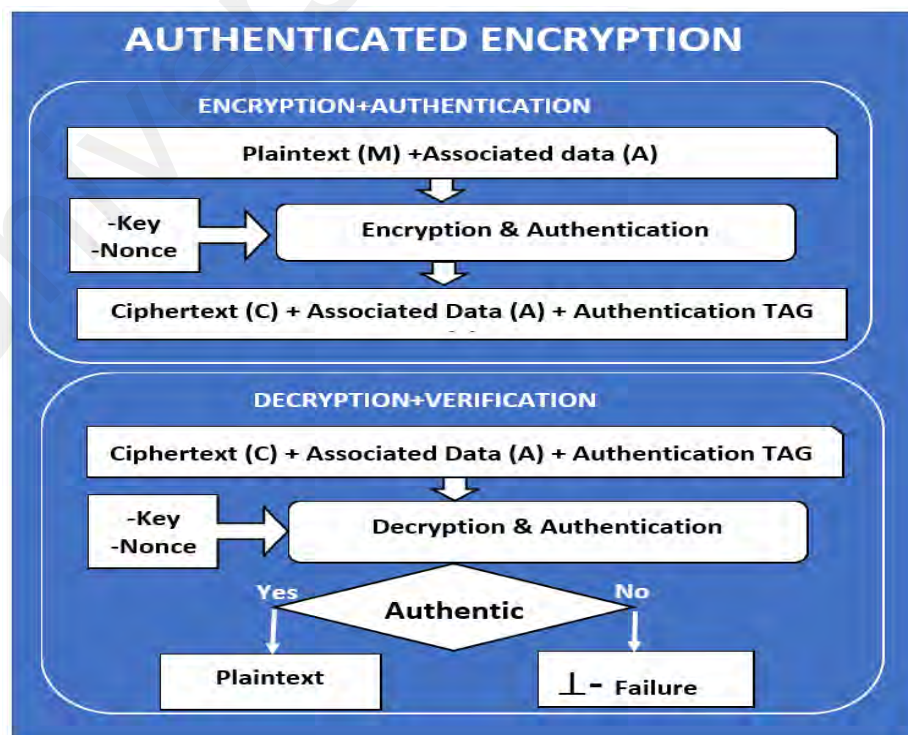 AUTHENTICATED ENCRYPTION
ENCRYPTION+AUTHENTICATION
Plaintext (M) +Associated data (A)
-Key
-Nonce
Encryption & Authentication
Ciphertext (C) + Associated Data (A) + Authentication TAG
DECRYPTION+VERIFICATION
Ciphertext (C) + Associated Data (A) + Authentication TAG
-Key
-Nonce
Decryption & Authentication
Yes
Authentic
No
Plaintext
⊥- Failure